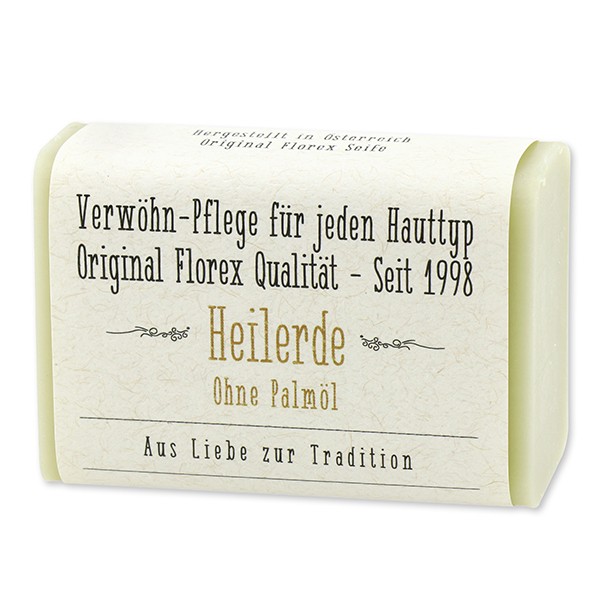 Hergestellt in Österreich
Original Florex Seife
Verwöhn-Pflege für jeden Hauttyp
Original Florex Qualität - Seit 1998
Heilerde
Ohne Palmöl
Aus Liebe zur Tradition